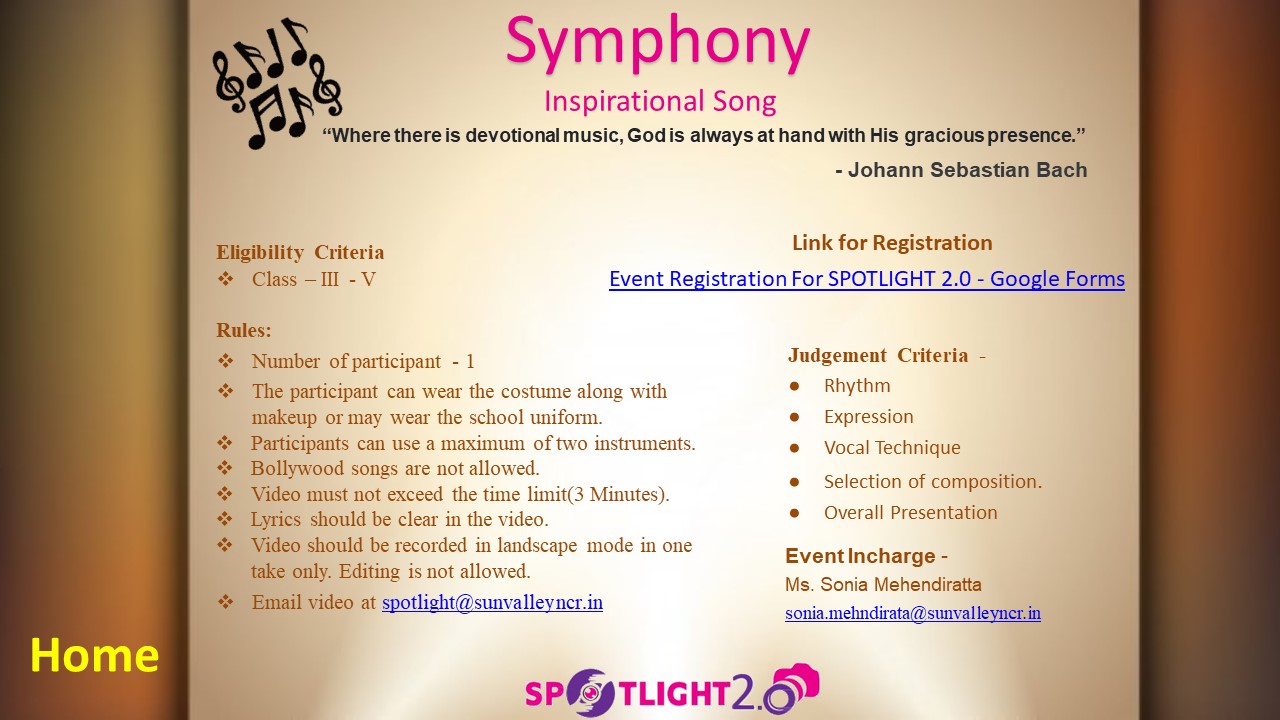 Symphony
Inspirational Song
“Where there is devotional music, God is always at hand with His gracious presence.”
- Johann Sebastian Bach
Eligibility Criteria
❖ Class – III - V
Rules:
❖ Number of participant - 1
❖ The participant can wear the costume along with
makeup or may wear the school uniform.
❖ Participants can use a maximum of two instruments.
❖ Bollywood songs are not allowed.
❖ Video must not exceed the time limit(3 Minutes).
❖ Lyrics should be clear in the video.
❖ Video should be recorded in landscape mode in one
take only. Editing is not allowed.
❖ Email video at spotlight@sunvalleyncr.in
Link for Registration
Event Registration For SPOTLIGHT 2.0 - Google Forms
Judgement Criteria -
● Rhythm
● Expression
● Vocal Technique
● Selection of composition.
● Overall Presentation
Event Incharge -
Ms. Sonia Mehendiratta
sonia.mehndirata@sunvalleyncr.in
Home
SPOTLIGHT 2.0